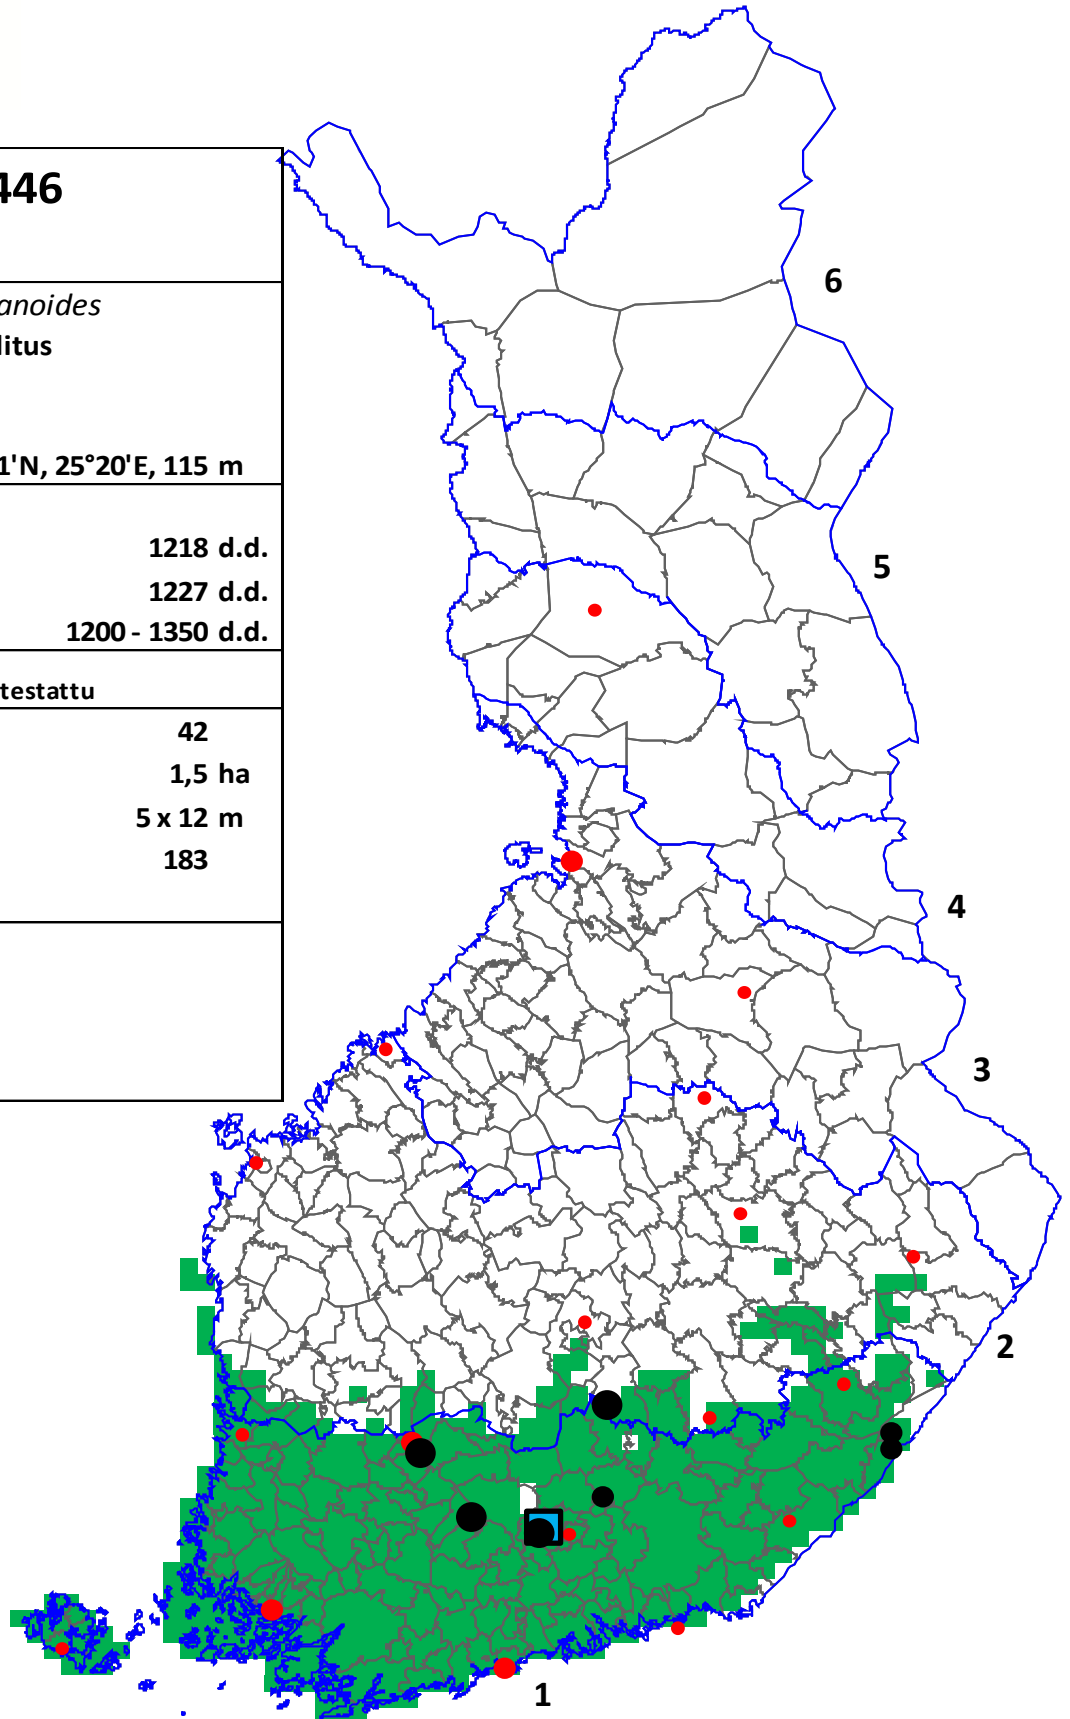 446
anoides
litus
1'N, 25°20'E, 115 m
1218 d.d.
1227 d.d.
1200 - 1350 d.d.
testattu
42
1,5 ha
5 x 12 m
183
6
5
4
3
2
1